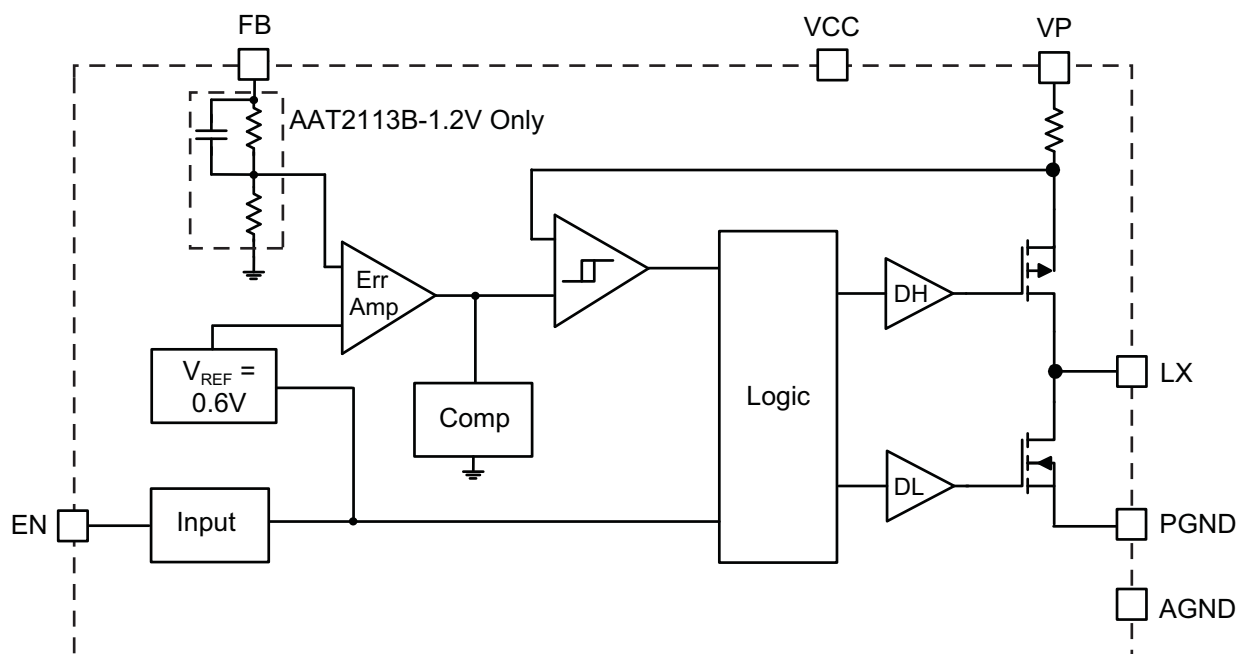 FB
VCC
VP
AAT2113B-1.2V Only
Err
Amp
DH
V_REF =
0.6V
LX
Comp
Logic
DL
EN
Input
PGND
AGND